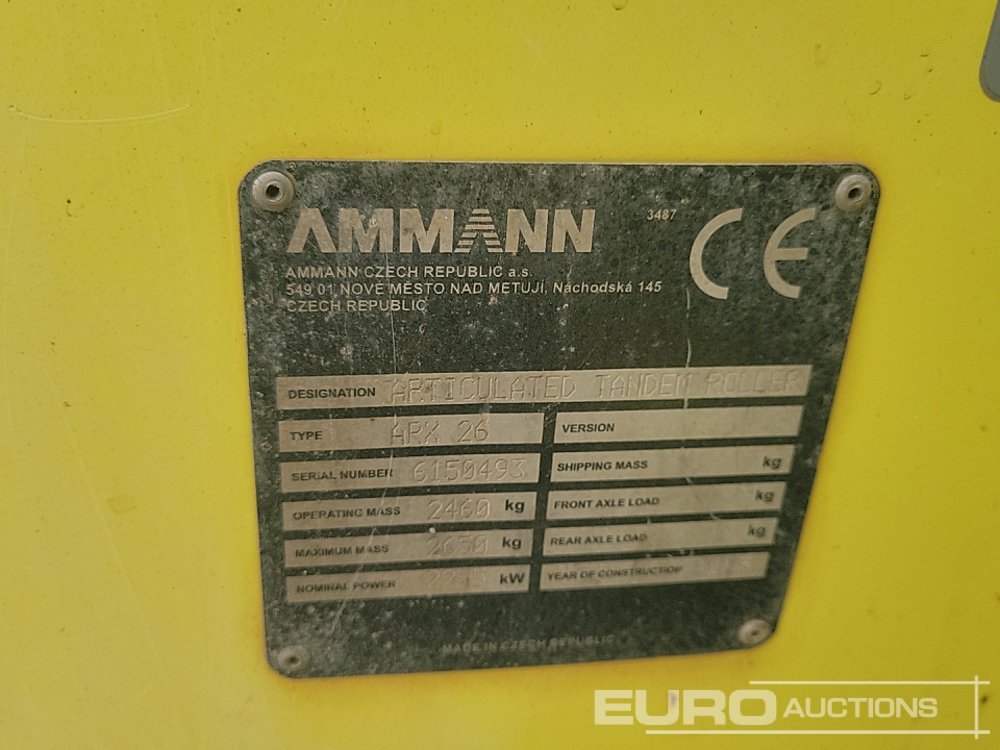 AMMANN
3487
CE
AMMANN CZECH REPUBLIC a.s.
549 01 NOVÉ MĚSTO NAD METUJÍ, Náchodská 145
CZECH REPUBLIC
DESIGNATION ARTICULATED TANDEM ROLLER
TYPE ARX 26
VERSION
SERIAL NUMBER 6150493
SHIPPING MASS kg
OPERATING MASS 2460 kg
FRONT AXLE LOAD kg
MAXIMUM MASS 2650 kg
REAR AXLE LOAD kg
NOMINAL POWER kW
YEAR OF CONSTRUCTION
MADE IN CZECH REPUBLIC
EURO AUCTIONS